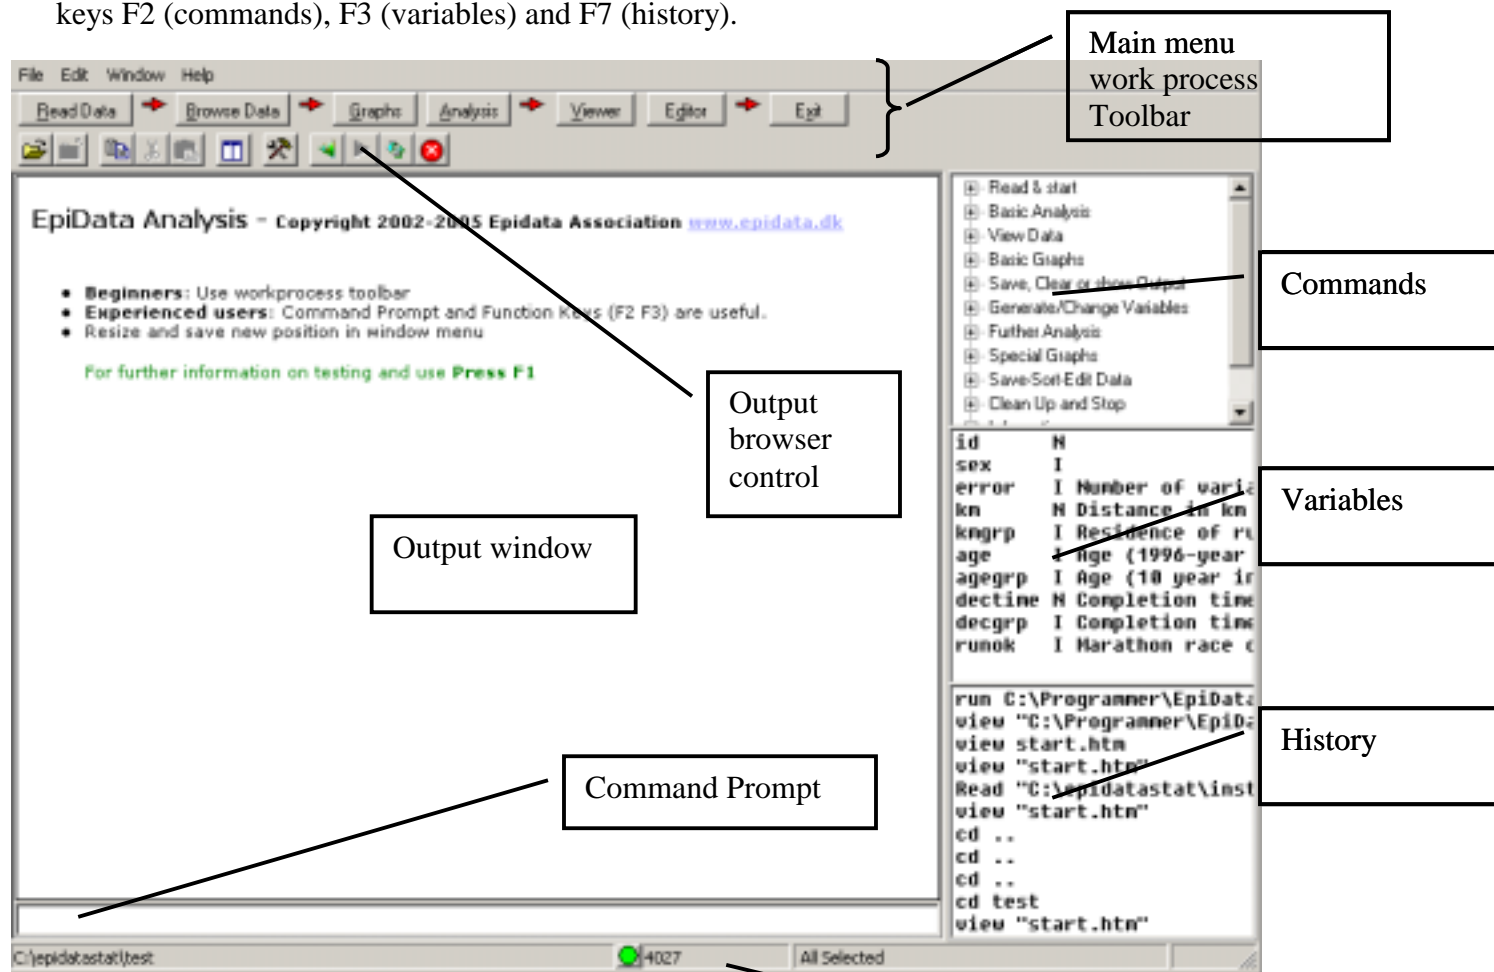 keys F2 (commands), F3 (variables) and F7 (history).
Main menu
work process
Toolbar
File Edit Window Help
Read Data Browse Data Graphs Analysis Viewer Editor Exit
EpiData Analysis - Copyright 2002-2005 Epidata Association www.epidata.dk
Beginners: Use workprocess toolbar
Experienced users: Command Prompt and Function Keys (F2 F3) are useful.
Resize and save new position in window menu
For further information on testing and use Press F1
Output
browser
control
Output window
Command Prompt
Read & start
Basic Analysis
View Data
Basic Graphs
Save, Clear or show Output
Generate/Change Variables
Further Analysis
Special Graphs
Save-Sort-Edit Data
Clean Up and Stop
Commands
id N
sex I
error I Number of varia
km N Distance in km
kmgrp I Residence of ru
age I Age (1996-year
agegrp I Age (10 year in
dectime N Completion time
decgrp I Completion time
runok I Marathon race c
Variables
run C:\Programmer\EpiData
view "C:\Programmer\EpiDa
view start.htm
view "start.htm"
Read "C:\epidatastat\inst
view "start.htm"
cd ..
cd ..
cd ..
cd test
view "start.htm"
History
C:\epidatastat\test 4027 All Selected